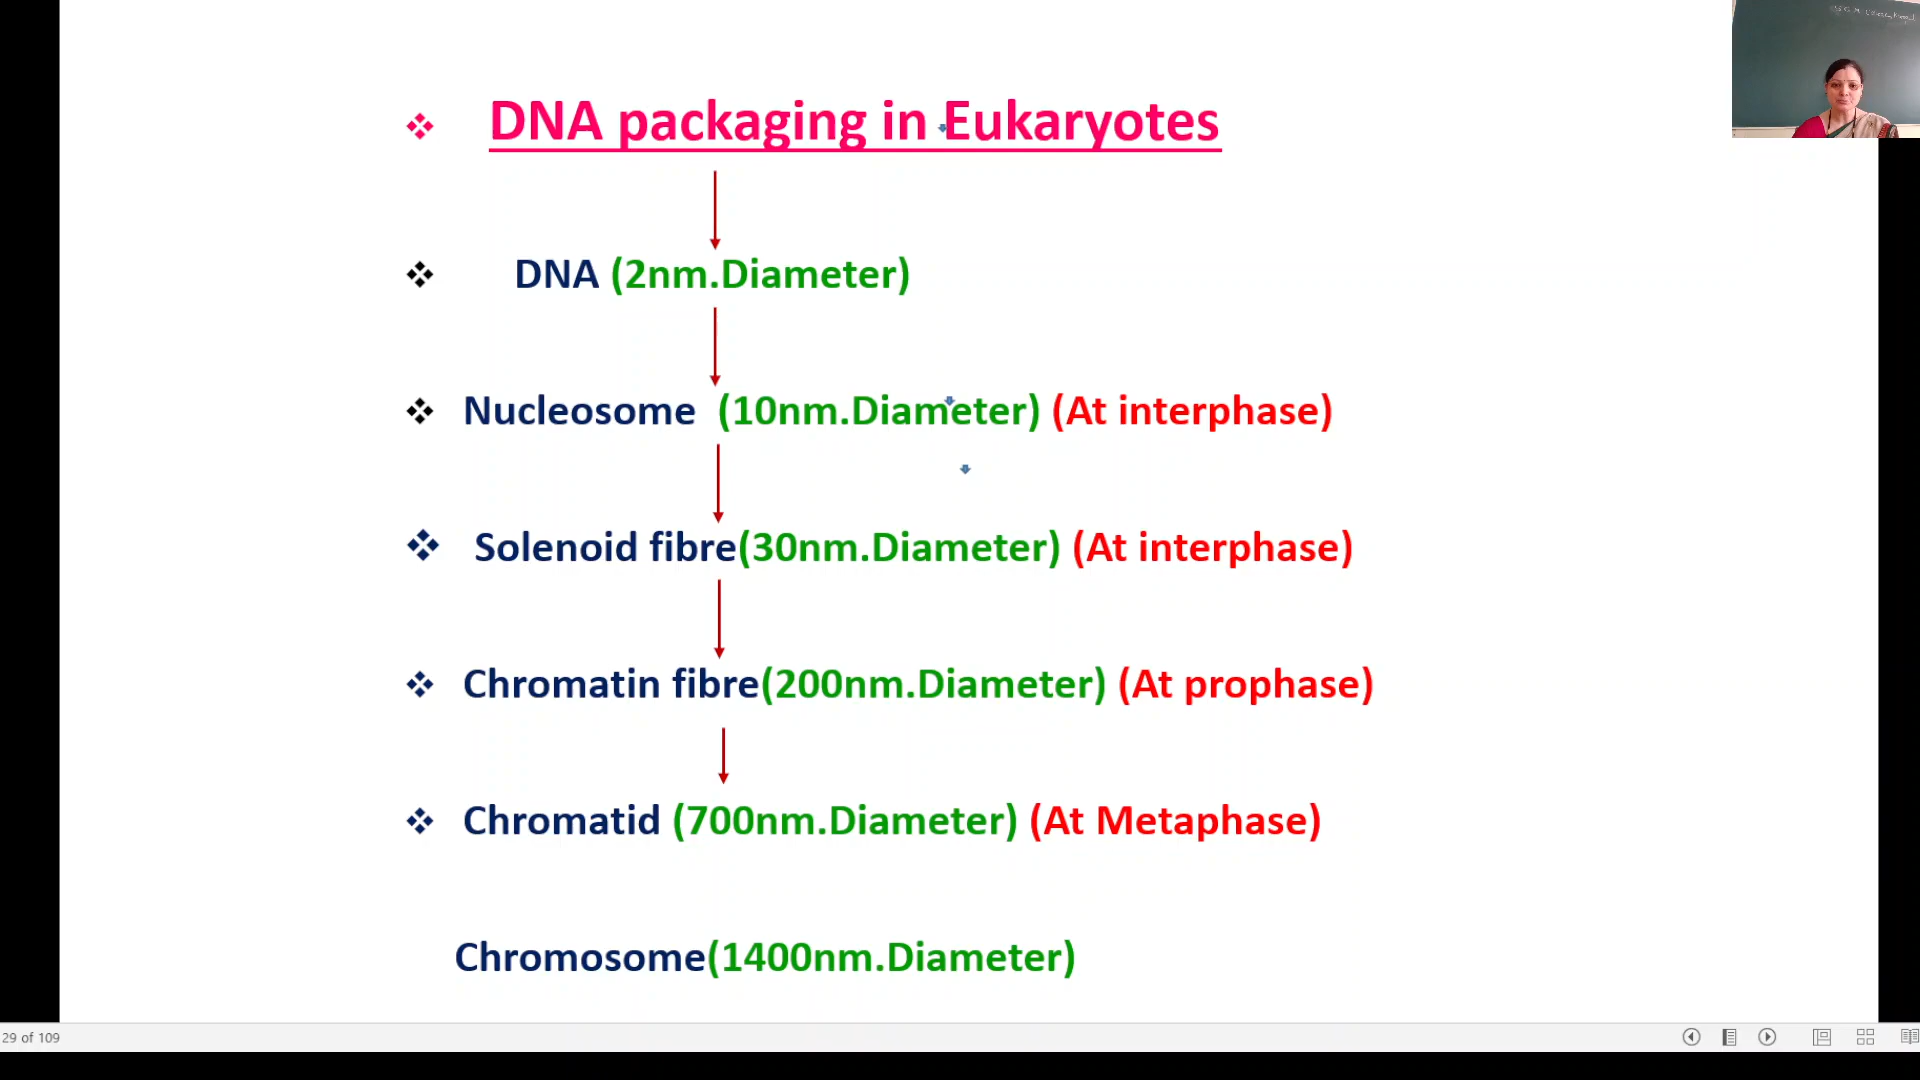 DNA packaging in Eukaryotes
DNA (2nm.Diameter)
Nucleosome (10nm.Diameter) (At interphase)
Solenoid fibre(30nm.Diameter) (At interphase)
Chromatin fibre(200nm.Diameter) (At prophase)
Chromatid (700nm.Diameter) (At Metaphase)
Chromosome(1400nm.Diameter)
29 of 109